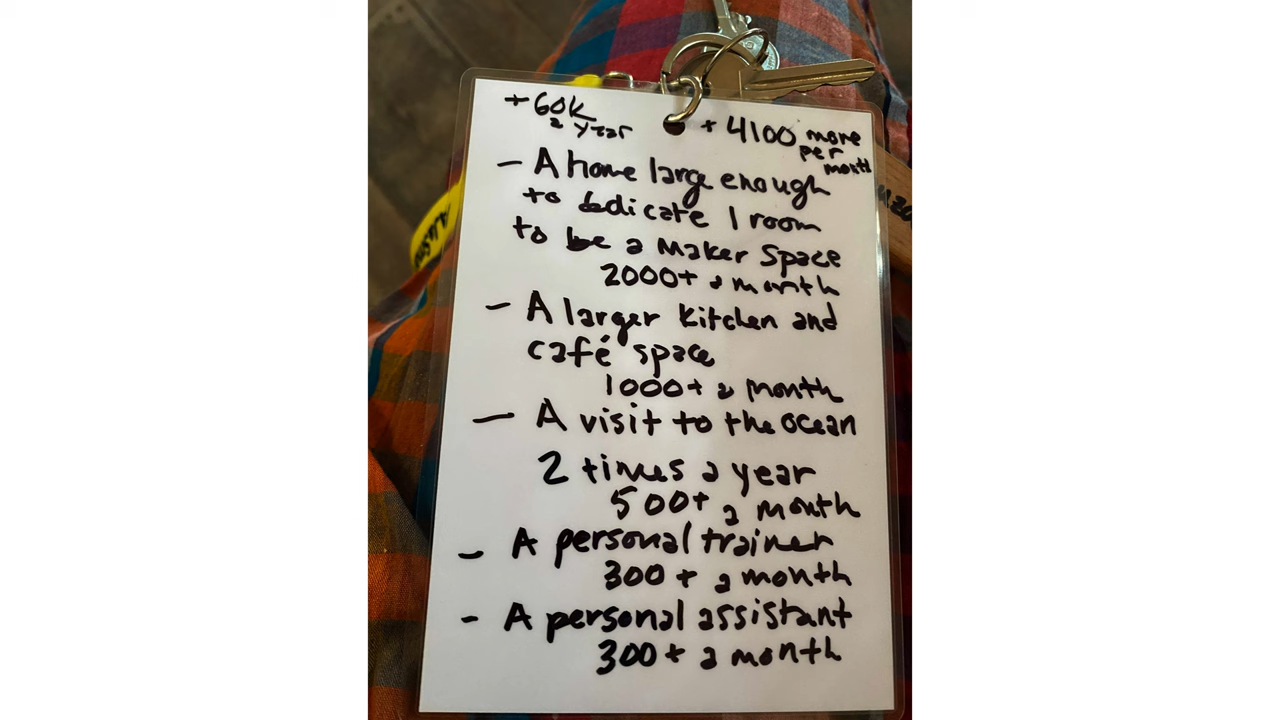 +60K
a year
+ 4100 more
per
month
- A home large enough
to dedicate 1 room
to be a Maker Space
2000+ a month
- A larger kitchen and
café space
1000+ a month
- A visit to the ocean
2 times a year
500+ a month
- A personal trainer
300 + a month
- A personal assistant
300+ a month